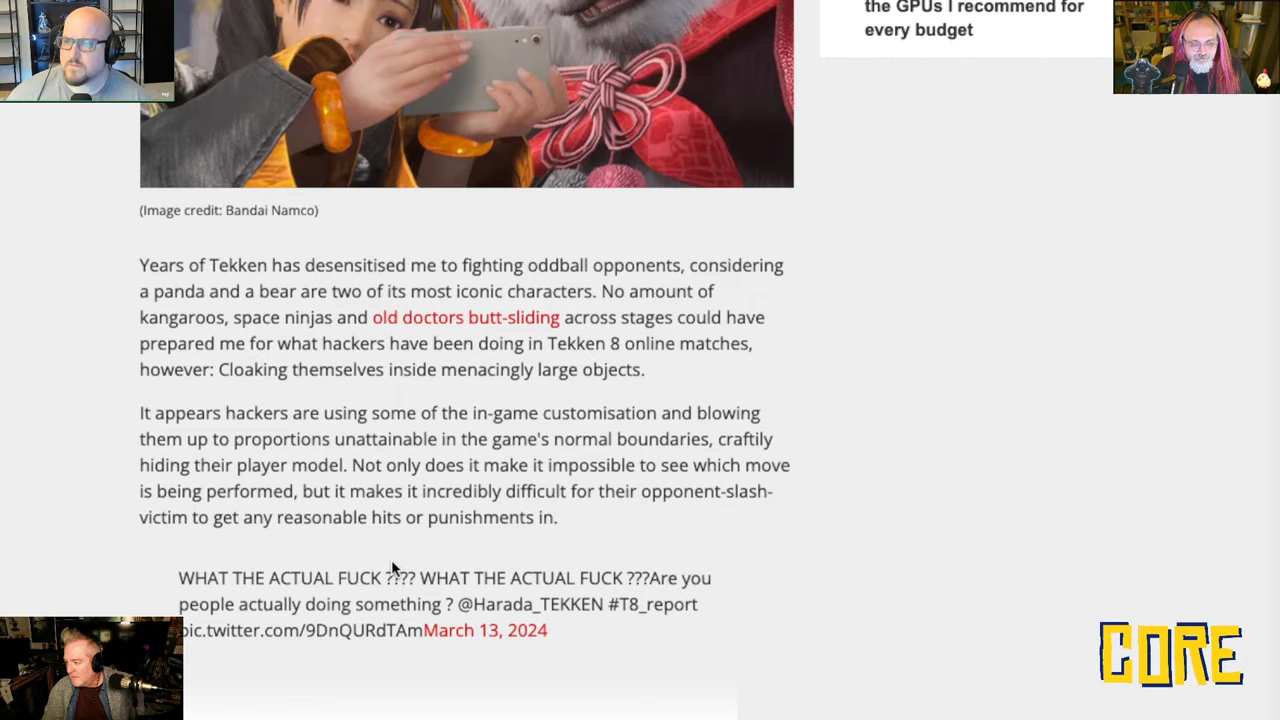 the GPUs I recommend for
every budget
(Image credit: Bandai Namco)
Years of Tekken has desensitised me to fighting oddball opponents, considering
a panda and a bear are two of its most iconic characters. No amount of
kangaroos, space ninjas and old doctors butt-sliding across stages could have
prepared me for what hackers have been doing in Tekken 8 online matches,
however: Cloaking themselves inside menacingly large objects.
It appears hackers are using some of the in-game customisation and blowing
them up to proportions unattainable in the game's normal boundaries, craftily
hiding their player model. Not only does it make it impossible to see which move
is being performed, but it makes it incredibly difficult for their opponent-slash-
victim to get any reasonable hits or punishments in.
WHAT THE ACTUAL FUCK ???? WHAT THE ACTUAL FUCK ???Are you
people actually doing something ? @Harada_TEKKEN #T8_report
pic.twitter.com/9DnQURdTAmMarch 13, 2024
CORE